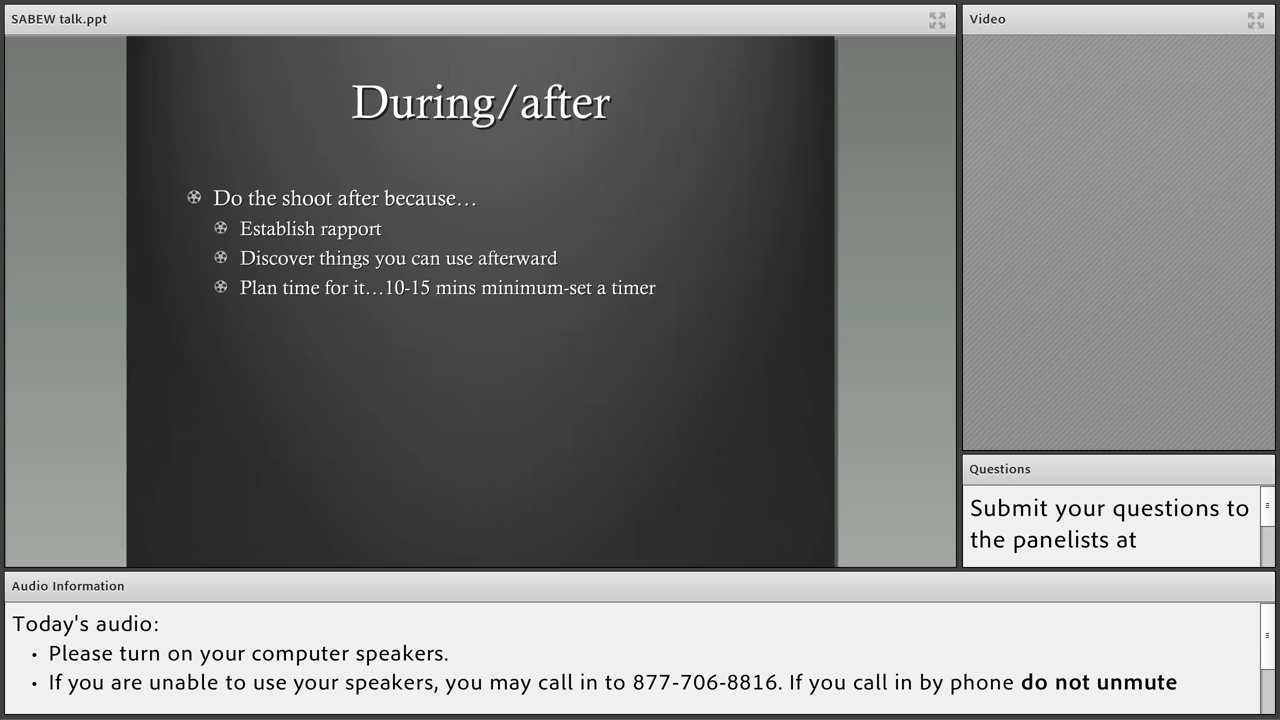 SABEW talk.ppt
During/after
Do the shoot after because…
Establish rapport
Discover things you can use afterward
Plan time for it…10-15 mins minimum-set a timer
Video
Questions
Submit your questions to
the panelists at
Audio Information
Today's audio:
• Please turn on your computer speakers.
• If you are unable to use your speakers, you may call in to 877-706-8816. If you call in by phone do not unmute